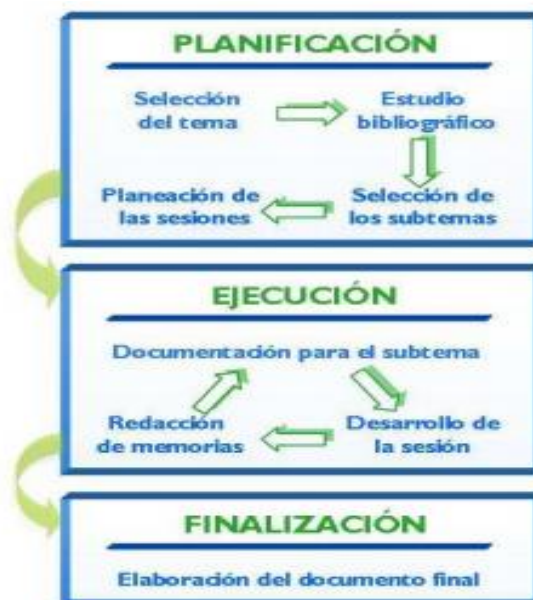 PLANIFICACIÓN
Selección
del tema
Estudio
bibliográfico
Planeación de
las sesiones
Selección de
los subtemas
EJECUCIÓN
Documentación para el subtema
Redacción
de memorias
Desarrollo de
la sesión
FINALIZACIÓN
Elaboración del documento final